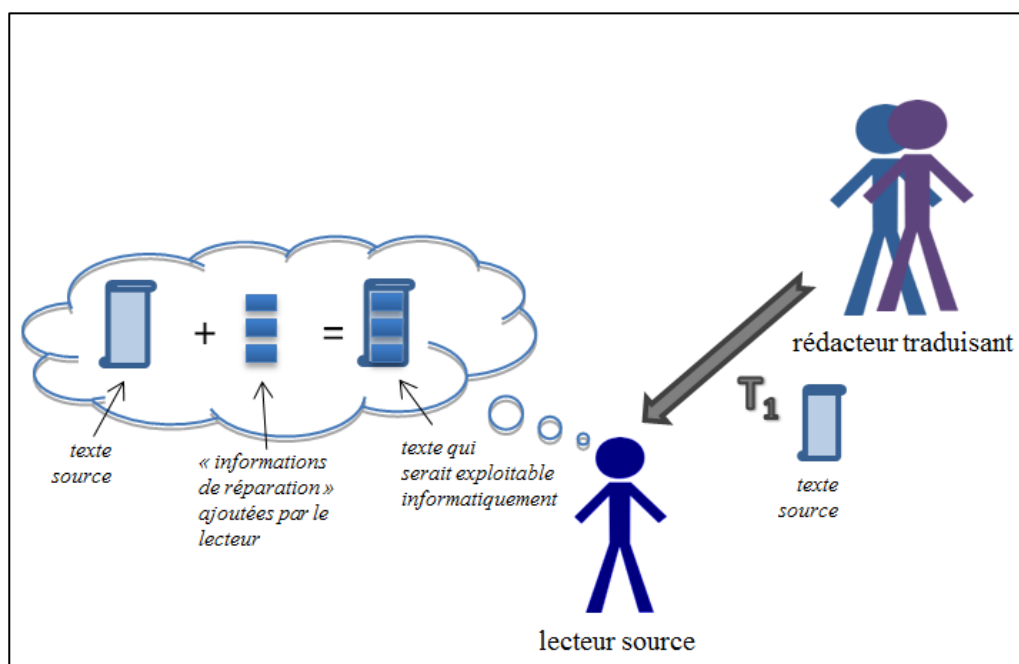 rédacteur traduisant
T1
texte
source
+
=
texte
source
« informations
de réparation »
ajoutées par le
lecteur
texte qui
serait exploitable
informatiquement
lecteur source